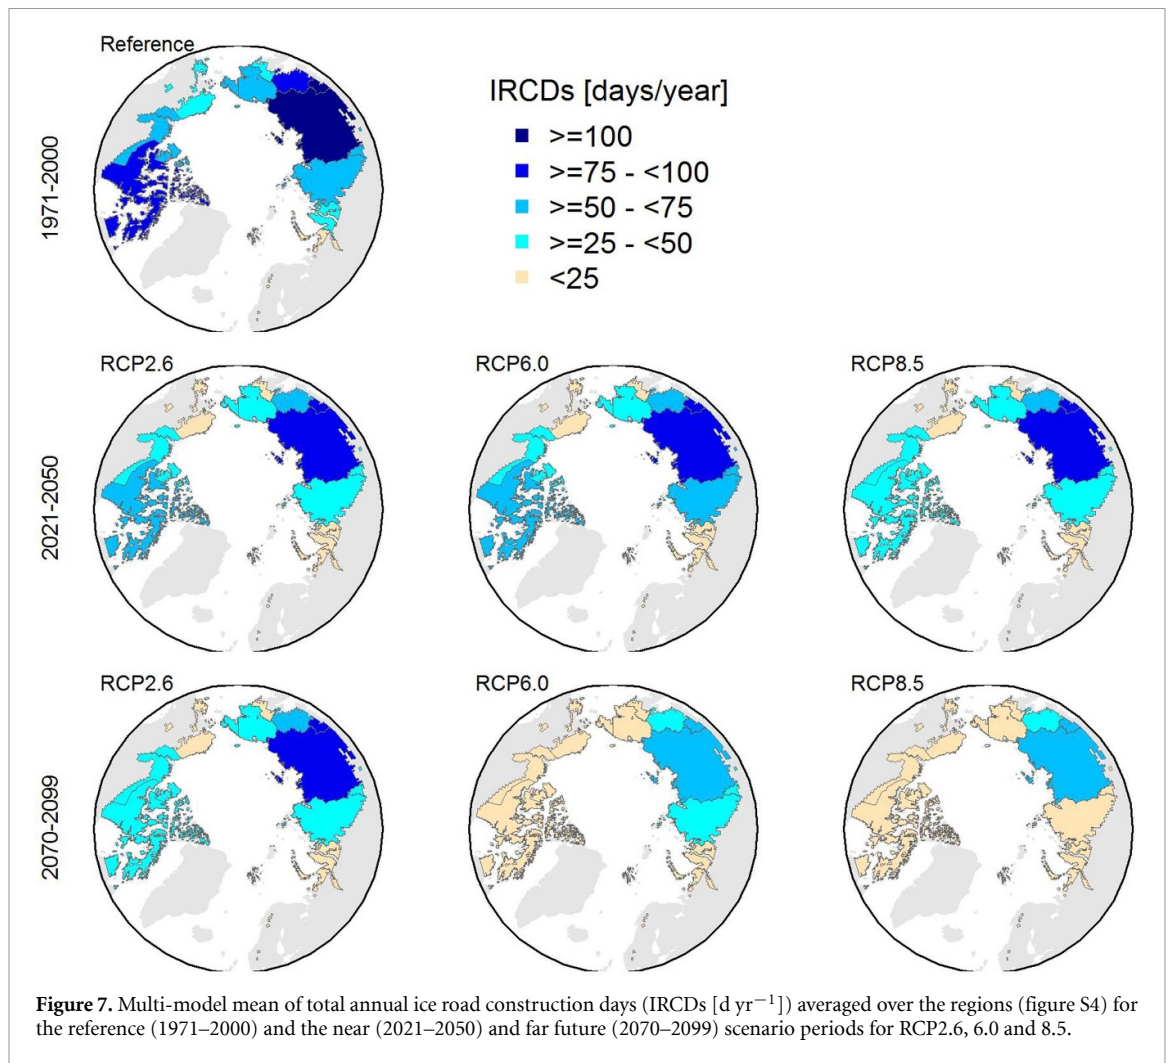 Reference
1971-2000
IRCDs [days/year]
>=100
>=75 - <100
>=50 - <75
>=25 - <50
<25
2021-2050
RCP2.6
RCP6.0
RCP8.5
2070-2099
RCP2.6
RCP6.0
RCP8.5
Figure 7. Multi-model mean of total annual ice road construction days (IRCDs [d yr⁻¹]) averaged over the regions (figure S4) for
the reference (1971–2000) and the near (2021–2050) and far future (2070–2099) scenario periods for RCP2.6, 6.0 and 8.5.